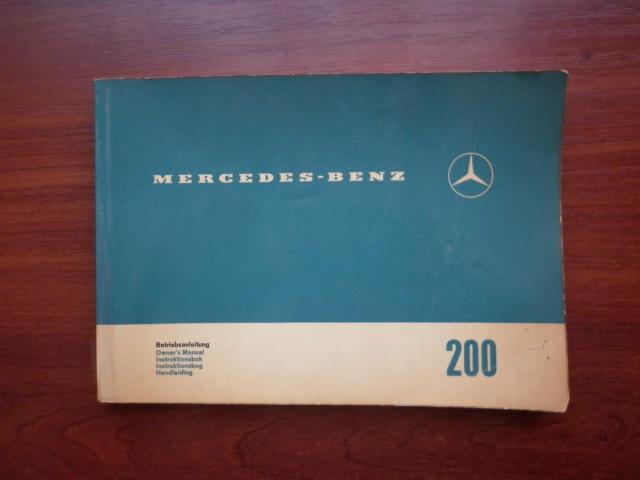 MERCEDES-BENZ
Betriebsanleitung
Owner's Manual
Instruktionsbok
Instruktionsbog
Handleiding
200